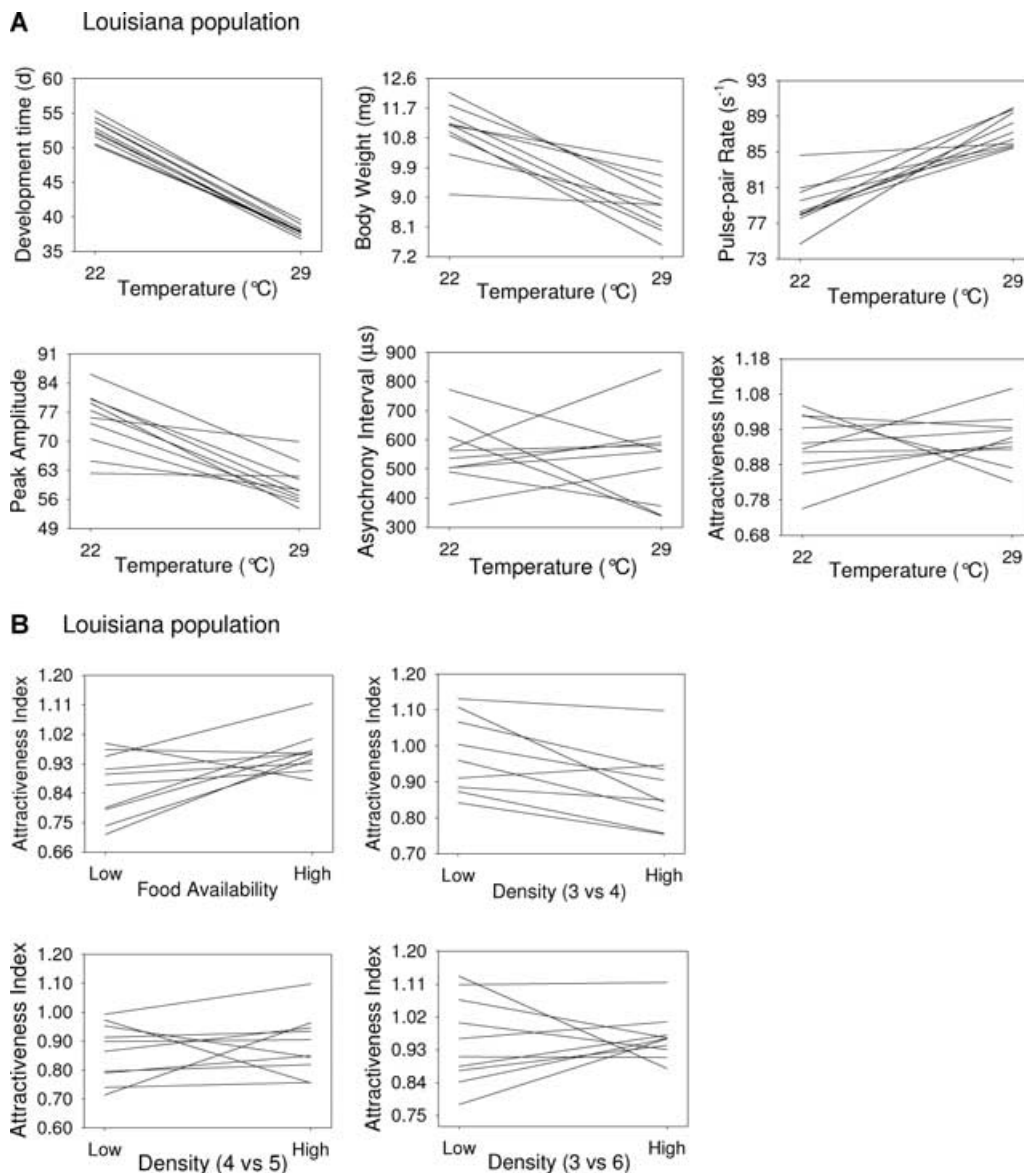 A Louisiana population
Development time (d)
60
55
50
45
40
35
22 29
Temperature (°C)
Body Weight (mg)
12.6
11.7
10.8
9.9
9.0
8.1
7.2
22 29
Temperature (°C)
Pulse-pair Rate (s⁻¹)
93
89
85
81
77
73
22 29
Temperature (°C)
Peak Amplitude
91
84
77
70
63
56
49
22 29
Temperature (°C)
Asynchrony Interval (µs)
900
800
700
600
500
400
300
22 29
Temperature (°C)
Attractiveness Index
1.18
1.08
0.98
0.88
0.78
0.68
22 29
Temperature (°C)
B Louisiana population
Attractiveness Index
1.20
1.11
1.02
0.93
0.84
0.75
0.66
Low High
Food Availability
Attractiveness Index
1.20
1.10
1.00
0.90
0.80
0.70
Low High
Density (3 vs 4)
Attractiveness Index
1.20
1.10
1.00
0.90
0.80
0.70
0.60
Low High
Density (4 vs 5)
Attractiveness Index
1.20
1.11
1.02
0.93
0.84
0.75
Low High
Density (3 vs 6)